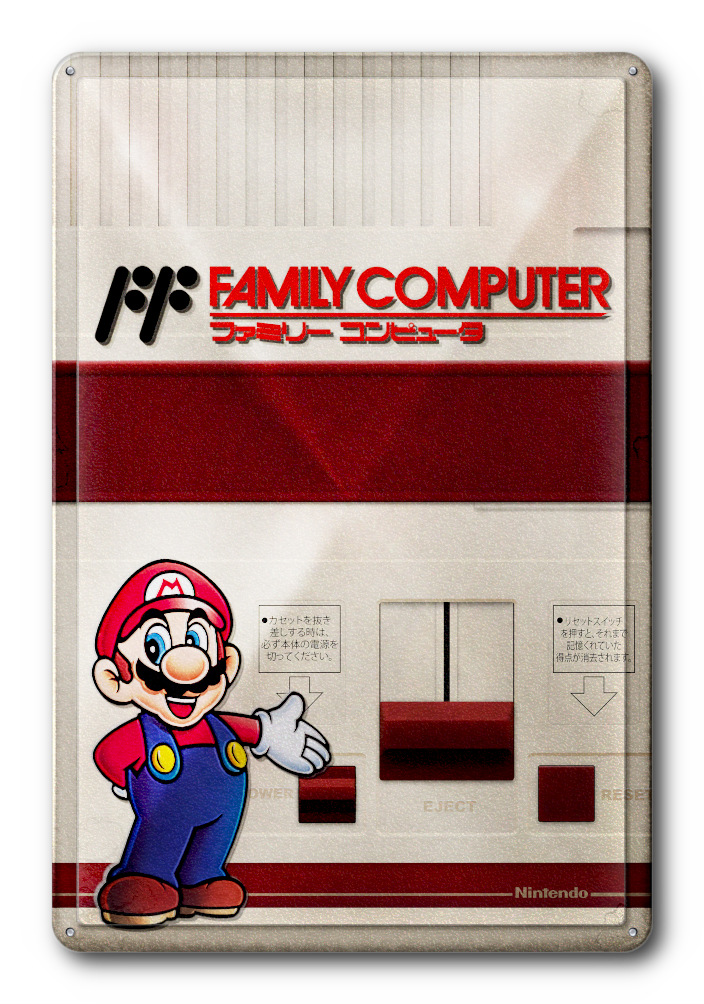 FAMILY COMPUTER
ファミリー コンピュータ
M
●カセットを抜き
差しする時は、
必ず本体の電源を
切ってください。
●リセットスイッチ
を押すと、それまで
記憶くれていた
得点が消去されます。
OWER
EJECT
RESET
Nintendo